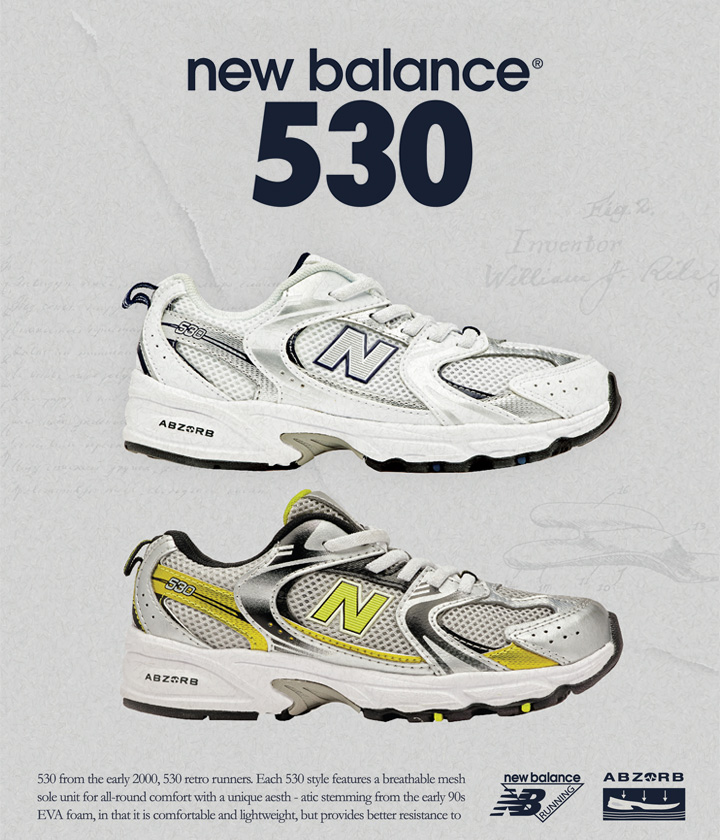 new balance®
530
Fig. 2.
Inventor
William J. Riley
530
N
ABZORB
530
N
ABZORB
530 from the early 2000, 530 retro runners. Each 530 style features a breathable mesh
sole unit for all-round comfort with a unique aesth - atic stemming from the early 90s
EVA foam, in that it is comfortable and lightweight, but provides better resistance to
new balance
NB RUNNING
ABZORB